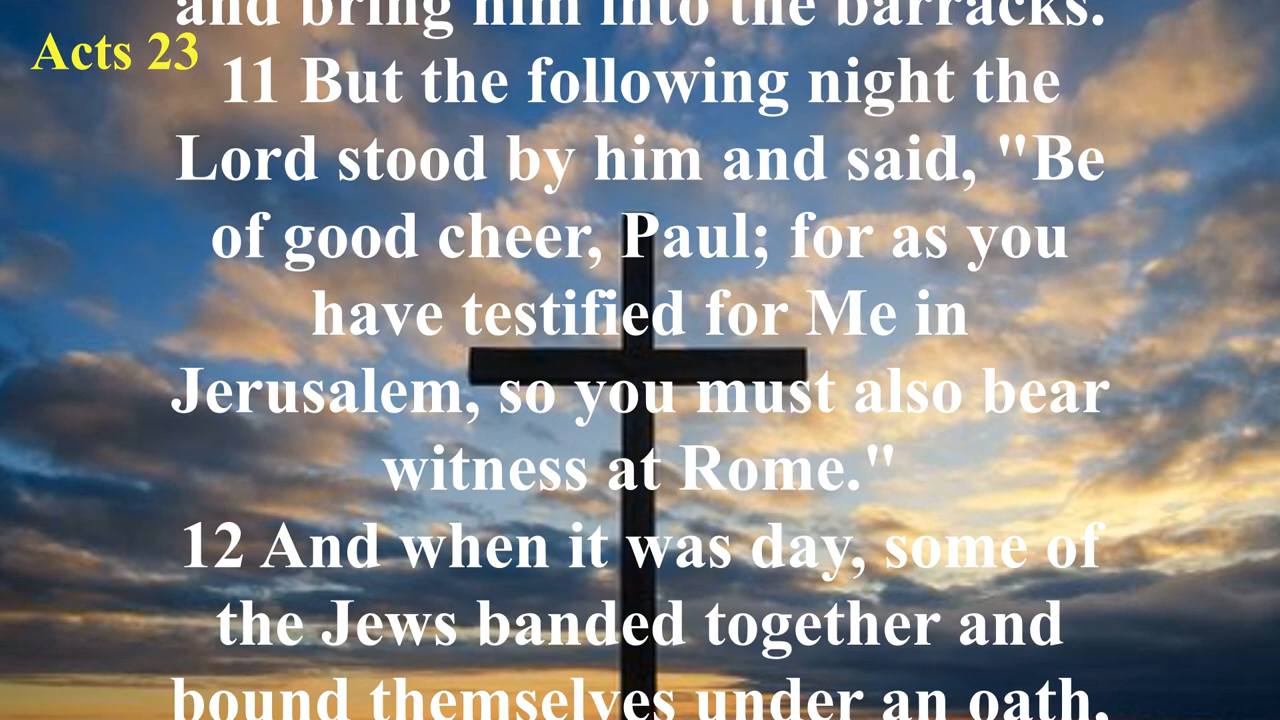 and bring him into the barracks.
Acts 23
11 But the following night the
Lord stood by him and said, "Be
of good cheer, Paul; for as you
have testified for Me in
Jerusalem, so you must also bear
witness at Rome."
12 And when it was day, some of
the Jews banded together and
bound themselves under an oath,